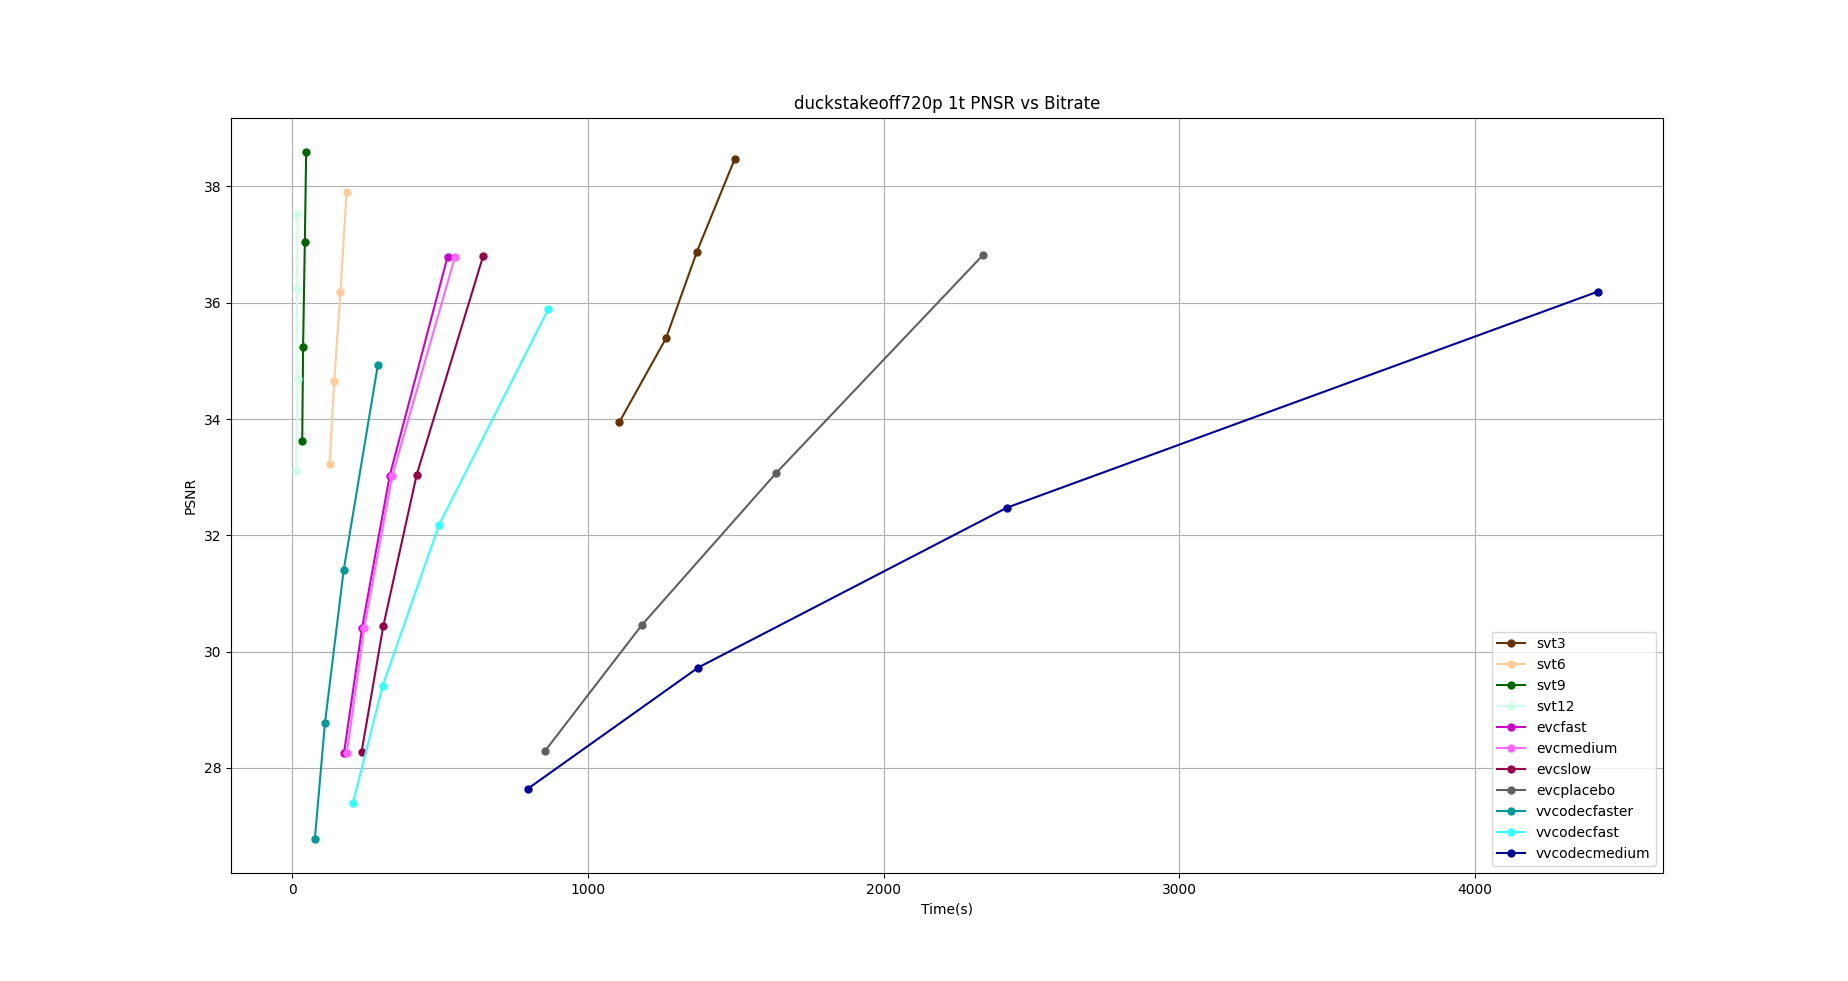 duckstakeoff720p 1t PNSR vs Bitrate
PSNR
38
36
34
32
30
28
0
1000
2000
3000
4000
Time(s)
svt3
svt6
svt9
svt12
evcfast
evcmedium
evcslow
evcplacebo
vvcodecfaster
vvcodecfast
vvcodecmedium